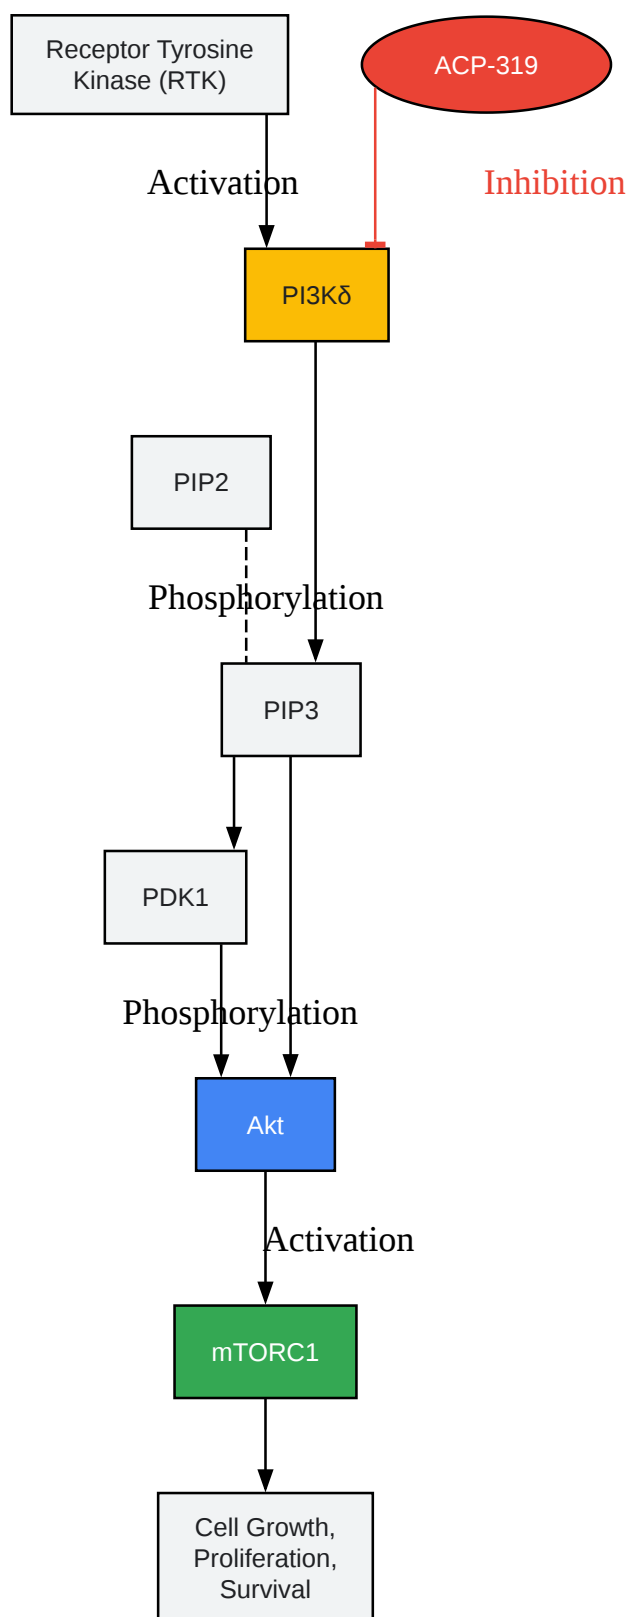 Receptor Tyrosine
Kinase (RTK)
ACP-319
Activation
Inhibition
PI3Kδ
PIP2
Phosphorylation
PIP3
PDK1
Phosphorylation
Akt
Activation
mTORC1
Cell Growth,
Proliferation,
Survival